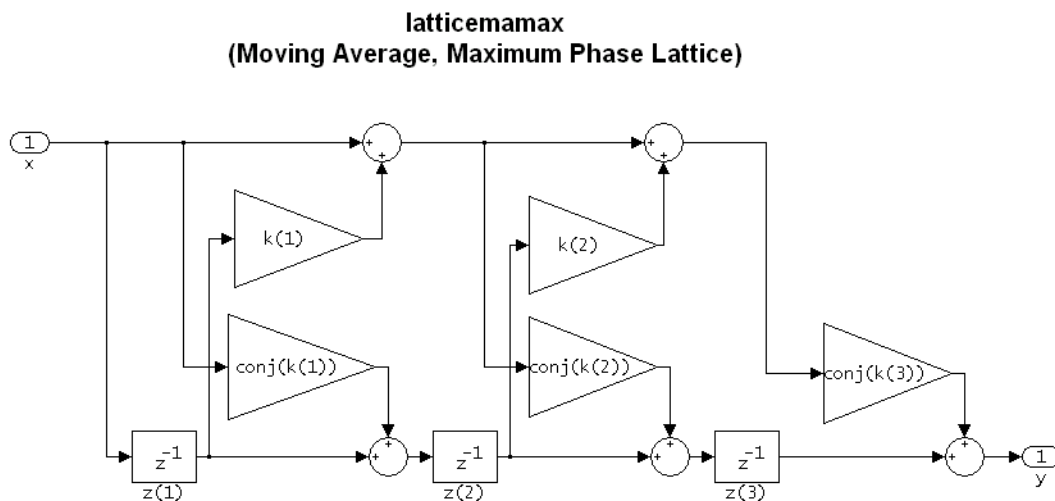 latticemamax
(Moving Average, Maximum Phase Lattice)
1
x
+
+
+
+
k(1)
k(2)
conj(k(1))
conj(k(2))
conj(k(3))
z⁻¹
z(1)
+
+
z⁻¹
z(2)
+
+
z⁻¹
z(3)
+
+
1
y